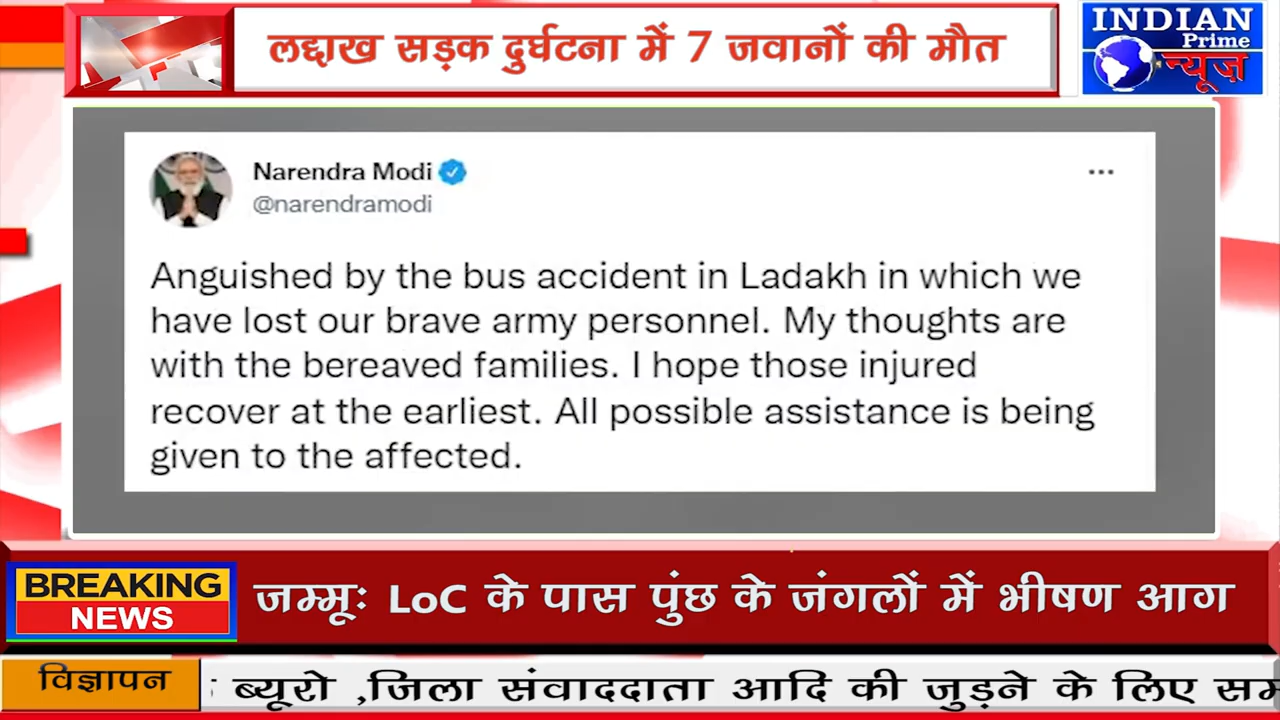 लद्दाख सड़क दुर्घटना में 7 जवानों की मौत
INDIAN
Prime
न्यूज़
Narendra Modi
@narendramodi
Anguished by the bus accident in Ladakh in which we
have lost our brave army personnel. My thoughts are
with the bereaved families. I hope those injured
recover at the earliest. All possible assistance is being
given to the affected.
BREAKING
NEWS
जम्मूः LoC के पास पुंछ के जंगलों में भीषण आग
विज्ञापन
ब्यूरो ,जिला संवाददाता आदि की जुड़ने के लिए सम